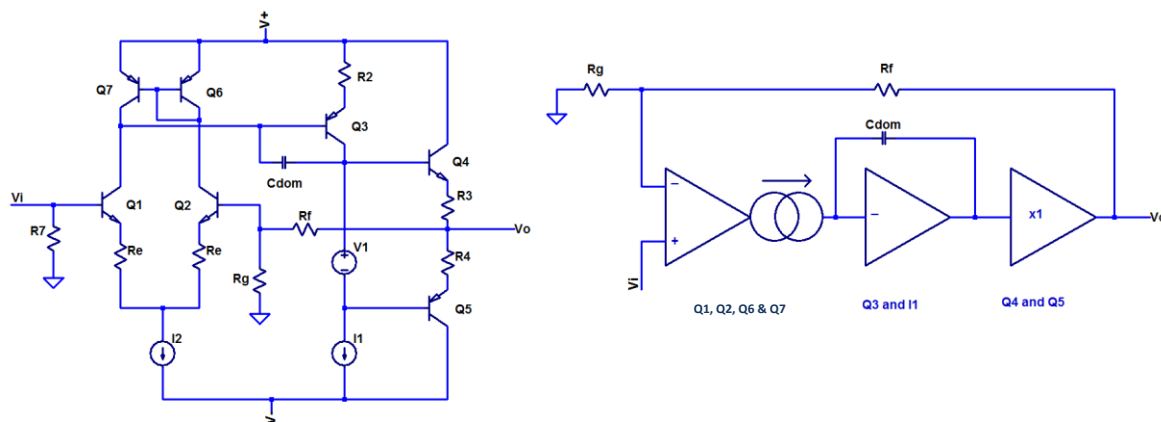 V+
Q7
Q6
R2
Q3
Cdom
Q4
R3
Vi
Q1
Q2
R7
Re
Re
Rf
Rg
Vo
V1
+
−
R4
Q5
I2
I1
V
Rg
Rf
Cdom
−
+
−
x1
Vo
Vi
Q1, Q2, Q6 & Q7
Q3 and I1
Q4 and Q5